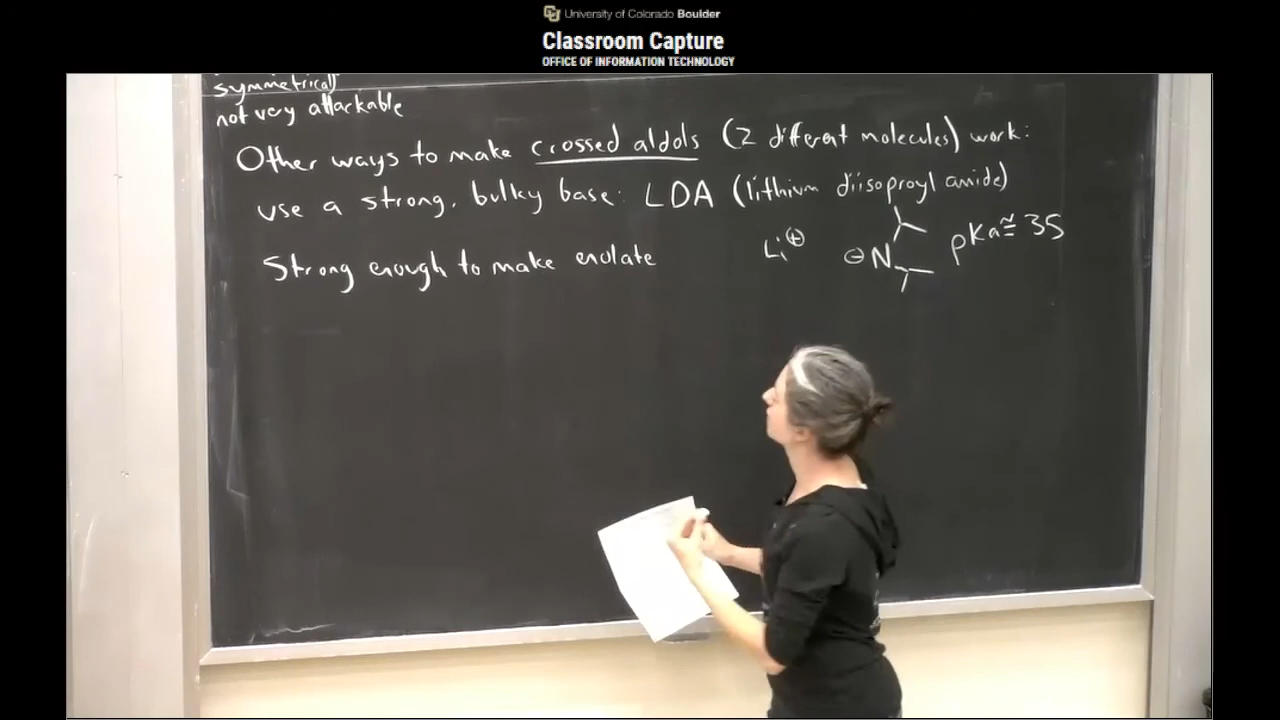 University of Colorado Boulder
Classroom Capture
OFFICE OF INFORMATION TECHNOLOGY
symmetrical)
not very attackable
Other ways to make crossed aldols (2 different molecules) work:
use a strong, bulky base: LDA (lithium diisoproyl amide)
Strong enough to make enolate
Li⊕
⊖N
pKa≅35